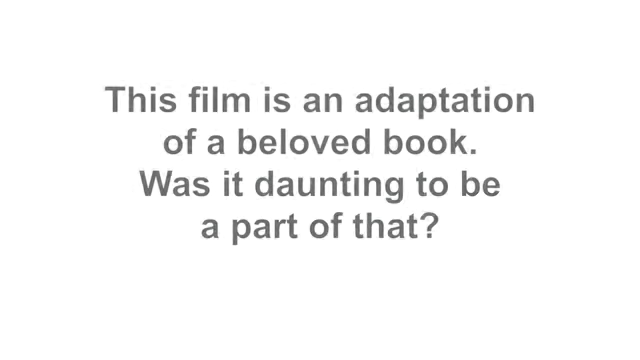 This film is an adaptation
of a beloved book.
Was it daunting to be
a part of that?